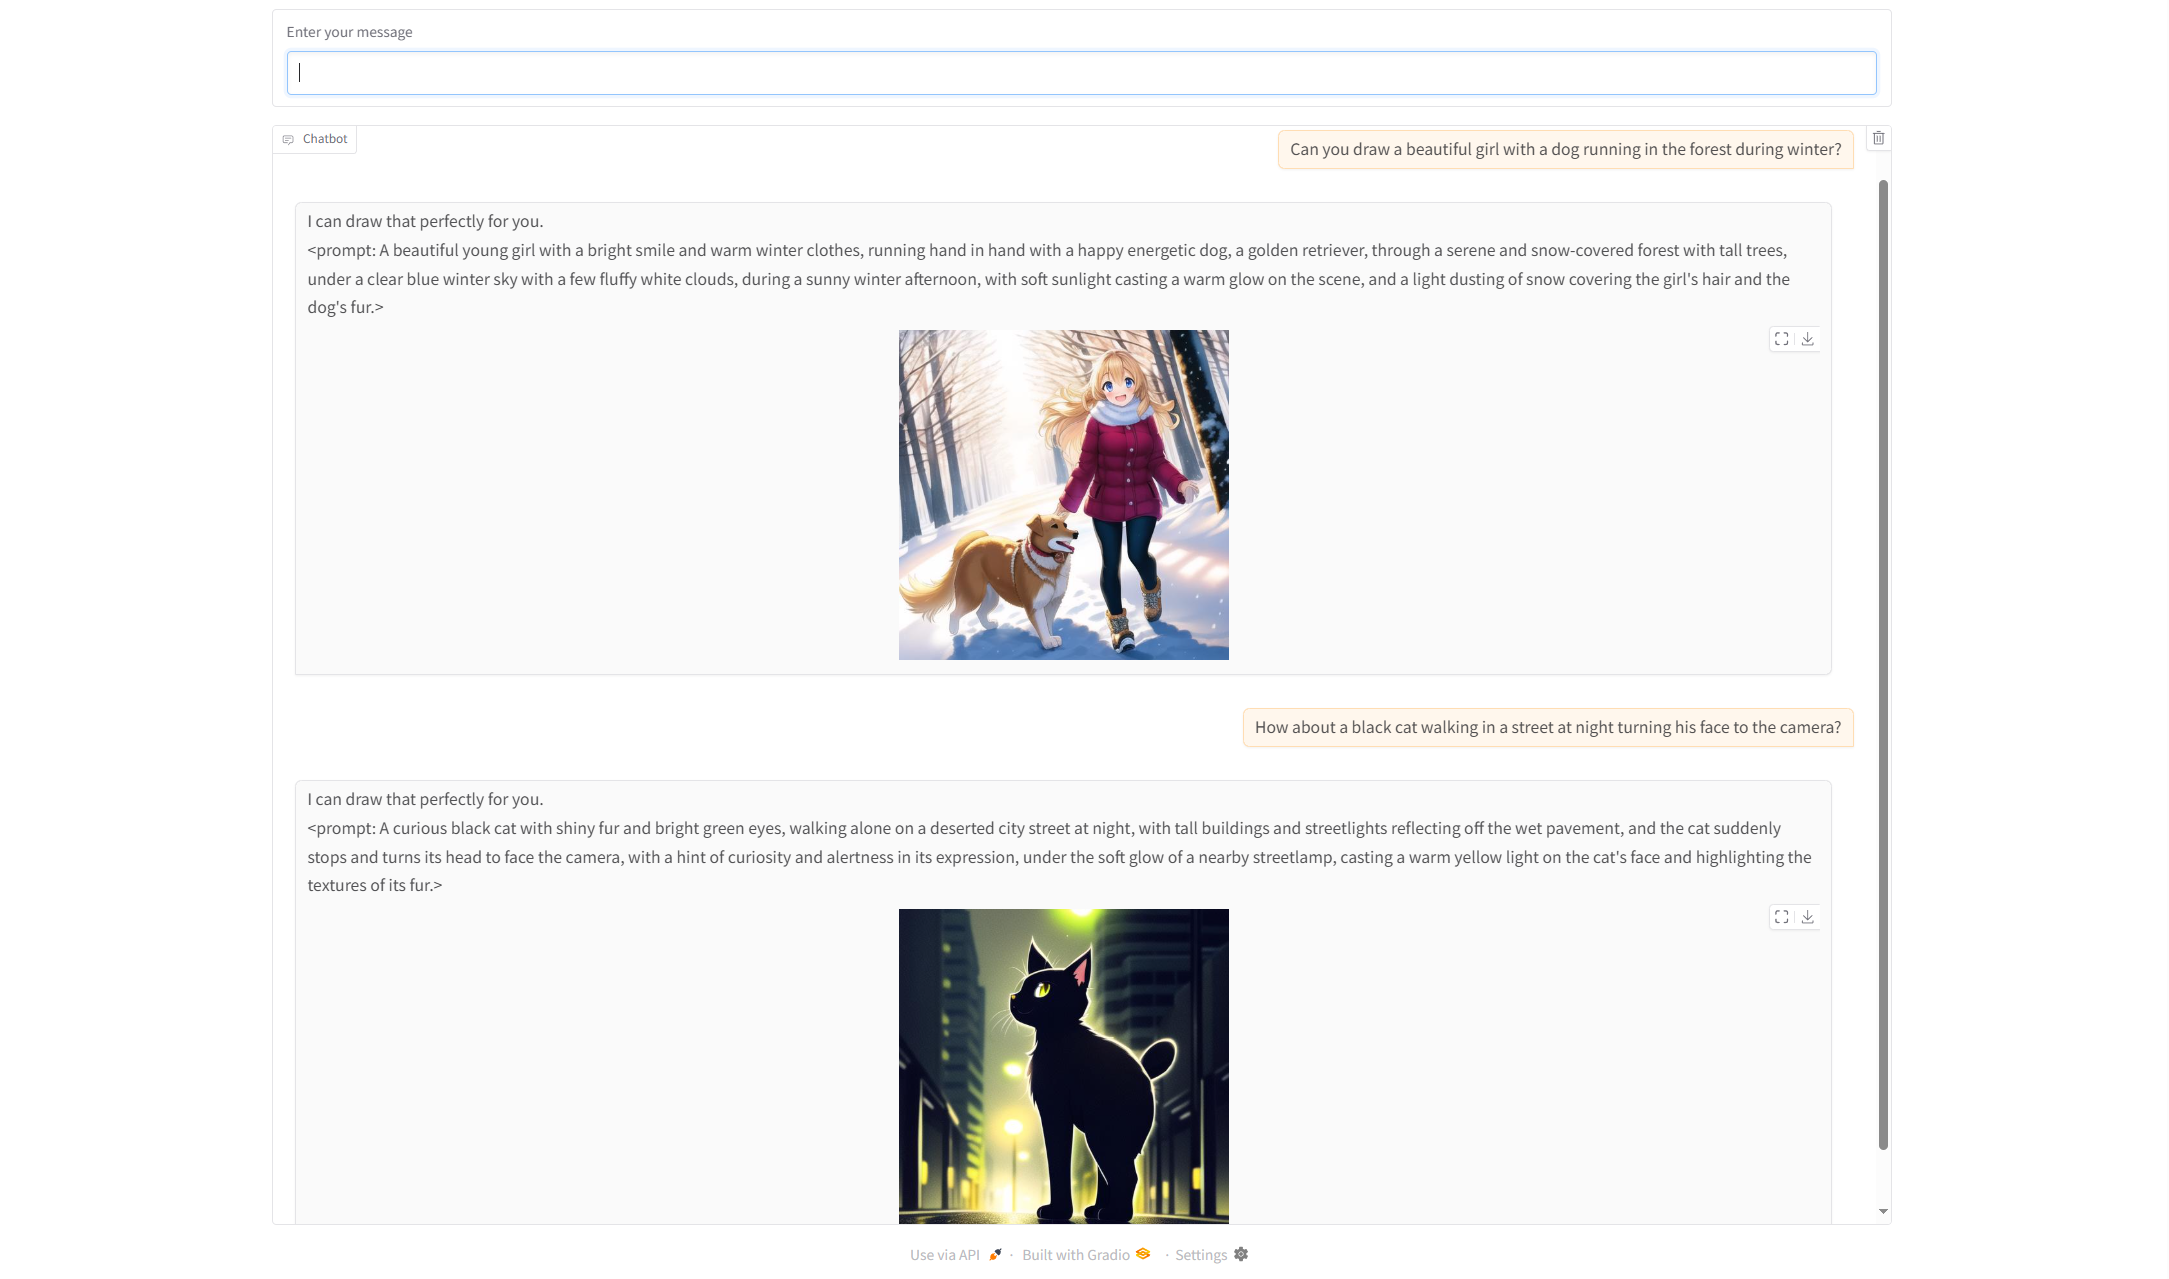 Enter your message
Chatbot
Can you draw a beautiful girl with a dog running in the forest during winter?
I can draw that perfectly for you.
<prompt: A beautiful young girl with a bright smile and warm winter clothes, running hand in hand with a happy energetic dog, a golden retriever, through a serene and snow-covered forest with tall trees,
under a clear blue winter sky with a few fluffy white clouds, during a sunny winter afternoon, with soft sunlight casting a warm glow on the scene, and a light dusting of snow covering the girl's hair and the
dog's fur.>
How about a black cat walking in a street at night turning his face to the camera?
I can draw that perfectly for you.
<prompt: A curious black cat with shiny fur and bright green eyes, walking alone on a deserted city street at night, with tall buildings and streetlights reflecting off the wet pavement, and the cat suddenly
stops and turns its head to face the camera, with a hint of curiosity and alertness in its expression, under the soft glow of a nearby streetlamp, casting a warm yellow light on the cat's face and highlighting the
textures of its fur.>
Use via API · Built with Gradio · Settings